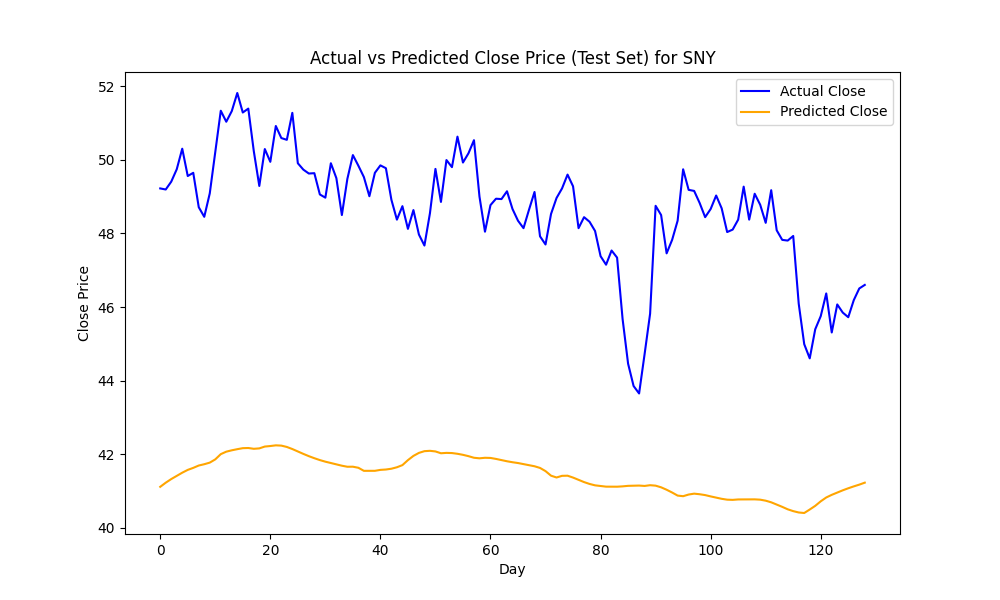 Actual vs Predicted Close Price (Test Set) for SNY
Actual Close
Predicted Close
Close Price
52
50
48
46
44
42
40
0 20 40 60 80 100 120
Day